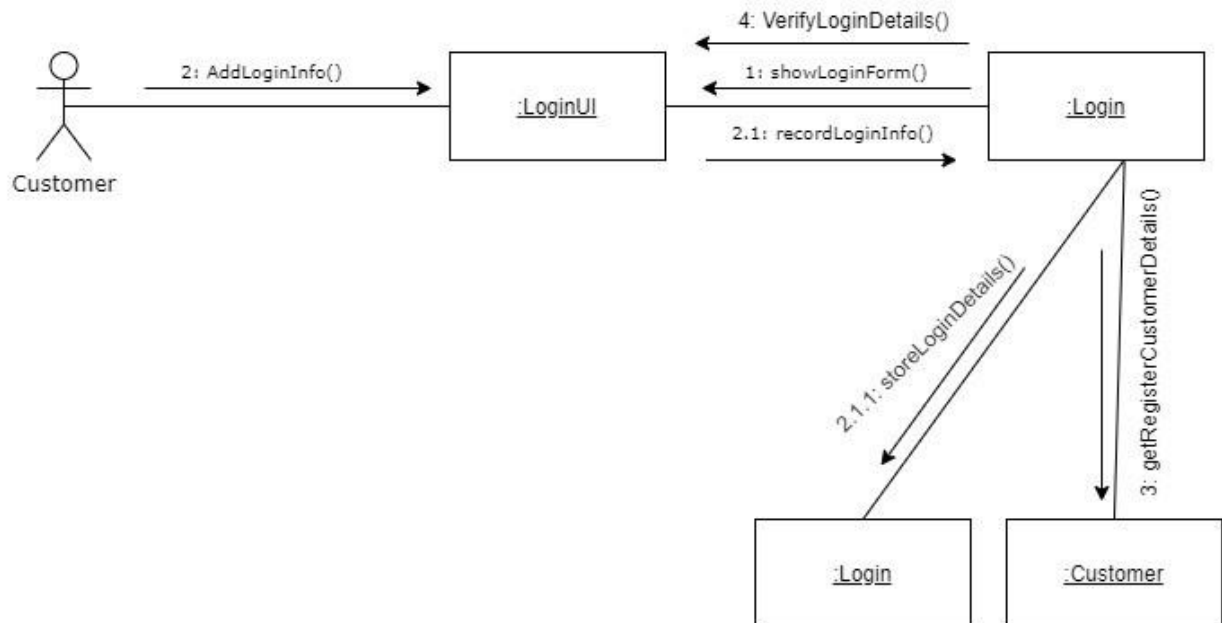 4: VerifyLoginDetails()
2: AddLoginInfo()
1: showLoginForm()
:LoginUI
:Login
2.1: recordLoginInfo()
Customer
2.1.1: storeLoginDetails()
3: getRegisterCustomerDetails()
:Login
:Customer